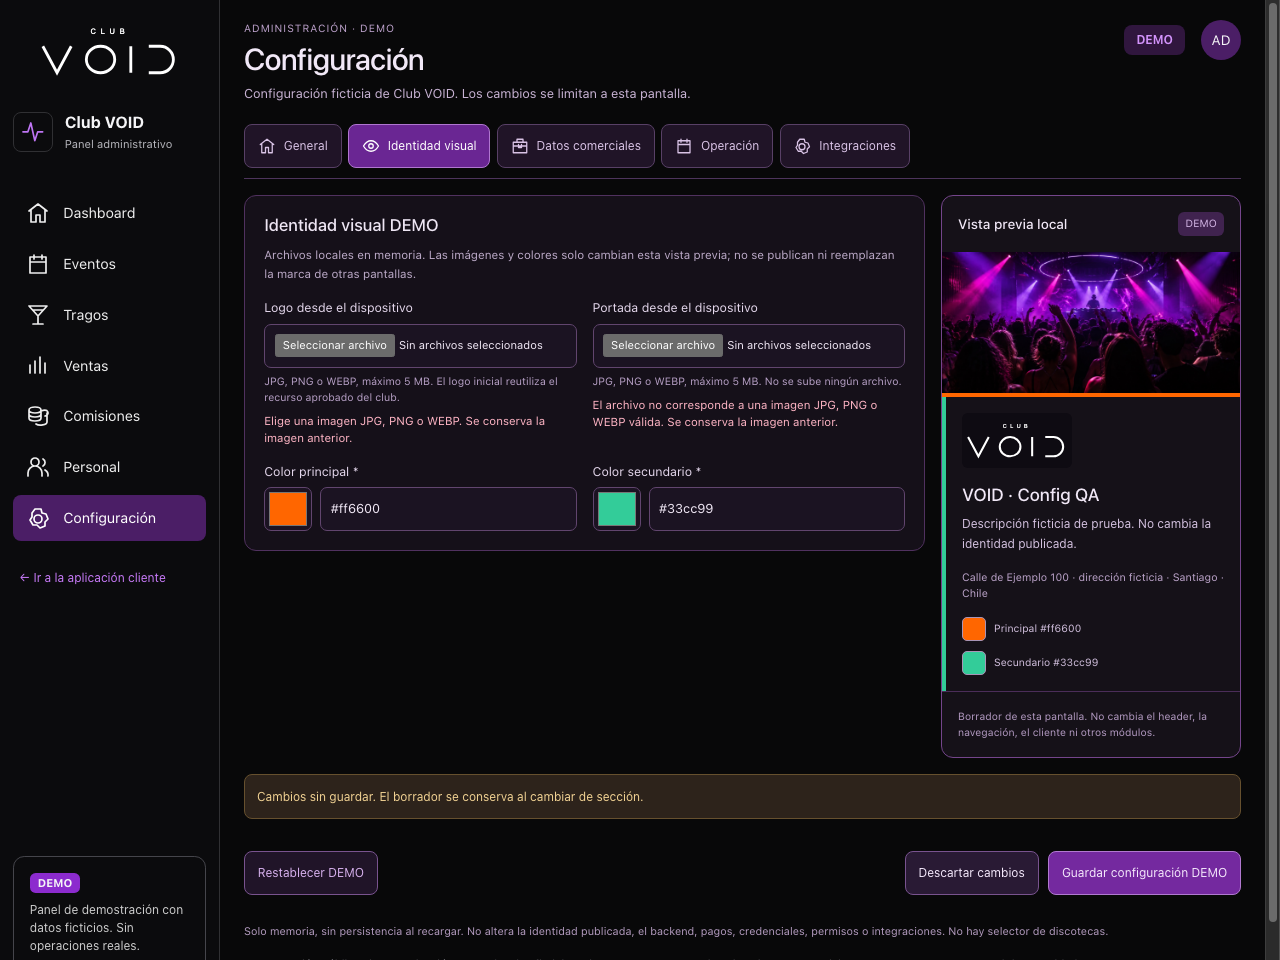 CLUB
VOID
Club VOID
Panel administrativo
Dashboard
Eventos
Tragos
Ventas
Comisiones
Personal
Configuración
← Ir a la aplicación cliente
DEMO
Panel de demostración con
datos ficticios. Sin
operaciones reales.
ADMINISTRACIÓN · DEMO
Configuración
Configuración ficticia de Club VOID. Los cambios se limitan a esta pantalla.
DEMO
AD
General
Identidad visual
Datos comerciales
Operación
Integraciones
Identidad visual DEMO
Archivos locales en memoria. Las imágenes y colores solo cambian esta vista previa; no se publican ni reemplazan
la marca de otras pantallas.
Logo desde el dispositivo
Seleccionar archivo Sin archivos seleccionados
JPG, PNG o WEBP, máximo 5 MB. El logo inicial reutiliza el
recurso aprobado del club.
Elige una imagen JPG, PNG o WEBP. Se conserva la
imagen anterior.
Portada desde el dispositivo
Seleccionar archivo Sin archivos seleccionados
JPG, PNG o WEBP, máximo 5 MB. No se sube ningún archivo.
El archivo no corresponde a una imagen JPG, PNG o
WEBP válida. Se conserva la imagen anterior.
Color principal *
#ff6600
Color secundario *
#33cc99
Vista previa local
DEMO
CLUB
VOID
VOID · Config QA
Descripción ficticia de prueba. No cambia la
identidad publicada.
Calle de Ejemplo 100 · dirección ficticia · Santiago ·
Chile
Principal #ff6600
Secundario #33cc99
Borrador de esta pantalla. No cambia el header, la
navegación, el cliente ni otros módulos.
Cambios sin guardar. El borrador se conserva al cambiar de sección.
Restablecer DEMO
Descartar cambios
Guardar configuración DEMO
Solo memoria, sin persistencia al recargar. No altera la identidad publicada, el backend, pagos, credenciales, permisos o integraciones. No hay selector de discotecas.